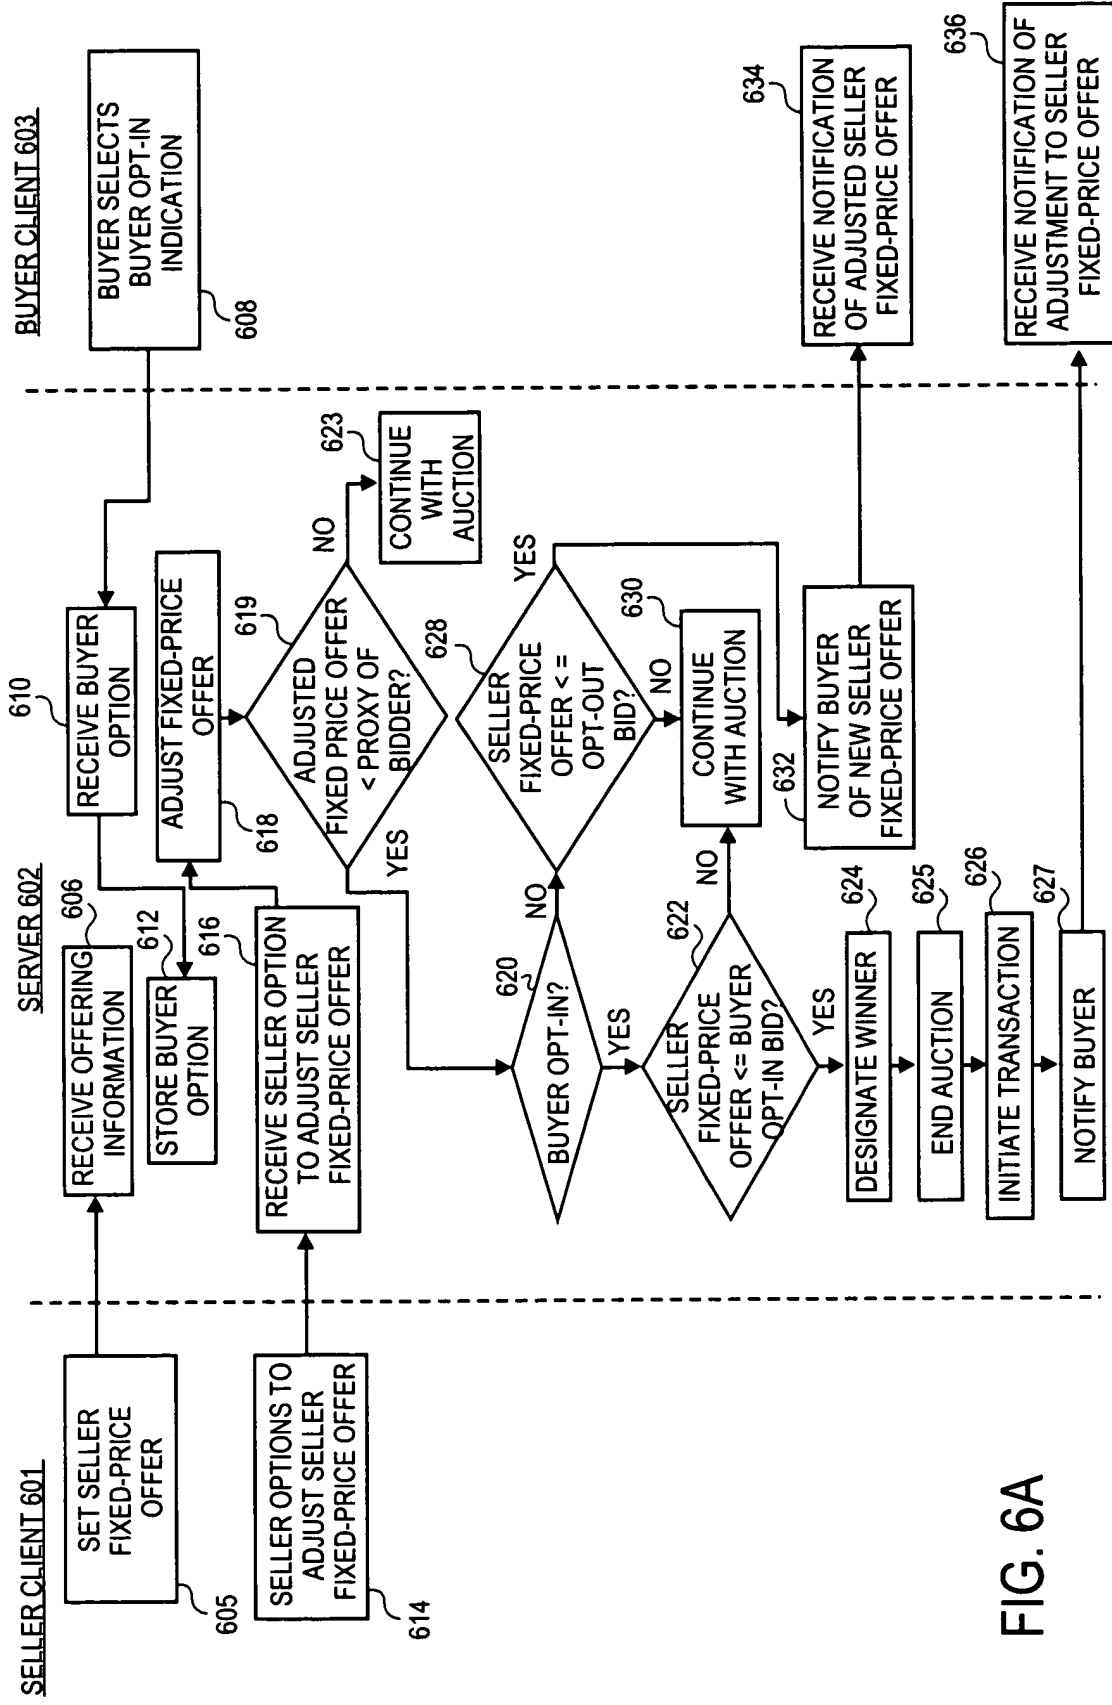 SELLER CLIENT 601
SERVER 602
BUYER CLIENT 603
SET SELLER
FIXED-PRICE
OFFER
605
RECEIVE OFFERING
INFORMATION
606
BUYER SELECTS
BUYER OPT-IN
INDICATION
608
RECEIVE BUYER
OPTION
610
STORE BUYER
OPTION
612
SELLER OPTIONS TO
ADJUST SELLER
FIXED-PRICE OFFER
614
RECEIVE SELLER OPTION
TO ADJUST SELLER
FIXED-PRICE OFFER
616
ADJUST FIXED-PRICE
OFFER
618
ADJUSTED
FIXED PRICE OFFER
< PROXY OF
BIDDER?
619
NO
YES
CONTINUE
WITH
AUCTION
623
BUYER OPT-IN?
620
NO
YES
SELLER
FIXED-PRICE
OFFER <=
OPT-OUT
BID?
628
YES
NO
SELLER
FIXED-PRICE
OFFER <= BUYER
OPT-IN BID?
622
NO
YES
CONTINUE
WITH AUCTION
630
NOTIFY BUYER
OF NEW SELLER
FIXED-PRICE OFFER
632
RECEIVE NOTIFICATION
OF ADJUSTED SELLER
FIXED-PRICE OFFER
634
DESIGNATE WINNER
624
END AUCTION
625
INITIATE TRANSACTION
626
NOTIFY BUYER
627
RECEIVE NOTIFICATION OF
ADJUSTMENT TO SELLER
FIXED-PRICE OFFER
636
FIG. 6A